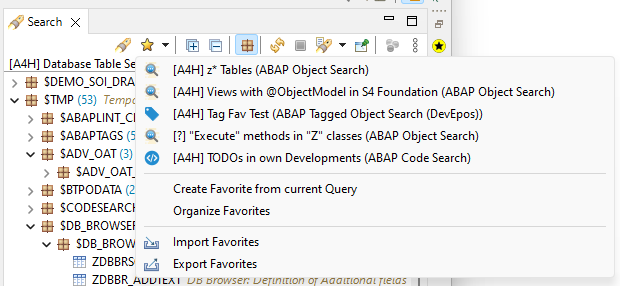 Search
[A4H] Database Table Se
$DEMO_SOI_DRA
$TMP (53) Tempo
$ABAPLINT_C
$ABAPTAGS (5
$ADV_OAT (3)
$ADV_OAT_
$BTPODATA (2
$CODESEARCH
$DB_BROWSER
$DB_BROW
ZDBBRS
ZDBBR_ADDTEXT DB Browser: Definition of Additional fields
[A4H] z* Tables (ABAP Object Search)
[A4H] Views with @ObjectModel in S4 Foundation (ABAP Object Search)
[A4H] Tag Fav Test (ABAP Tagged Object Search (DevEpos))
[?] "Execute" methods in "Z" classes (ABAP Object Search)
[A4H] TODOs in own Developments (ABAP Code Search)
Create Favorite from current Query
Organize Favorites
Import Favorites
Export Favorites